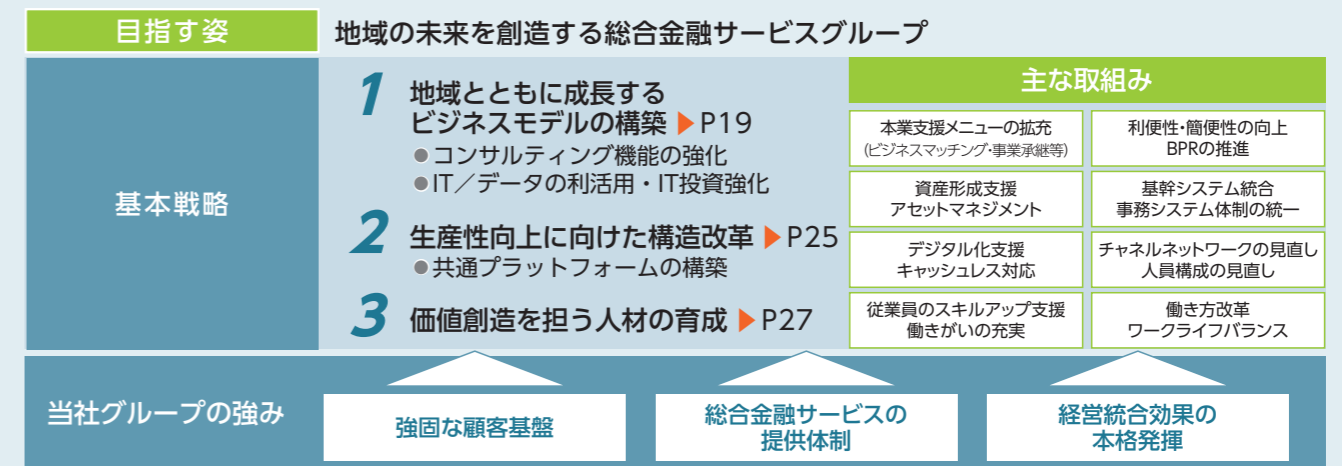 目指す姿
地域の未来を創造する総合金融サービスグループ
基本戦略
1 地域とともに成長する
ビジネスモデルの構築 ▶P19
●コンサルティング機能の強化
●IT／データの利活用・IT投資強化
2 生産性向上に向けた構造改革 ▶P25
●共通プラットフォームの構築
3 価値創造を担う人材の育成 ▶P27
主な取組み
本業支援メニューの拡充
(ビジネスマッチング・事業承継等)
利便性・簡便性の向上
BPRの推進
資産形成支援
アセットマネジメント
基幹システム統合
事務システム体制の統一
デジタル化支援
キャッシュレス対応
チャネルネットワークの見直し
人員構成の見直し
従業員のスキルアップ支援
働きがいの充実
働き方改革
ワークライフバランス
当社グループの強み
強固な顧客基盤
総合金融サービスの
提供体制
経営統合効果の
本格発揮